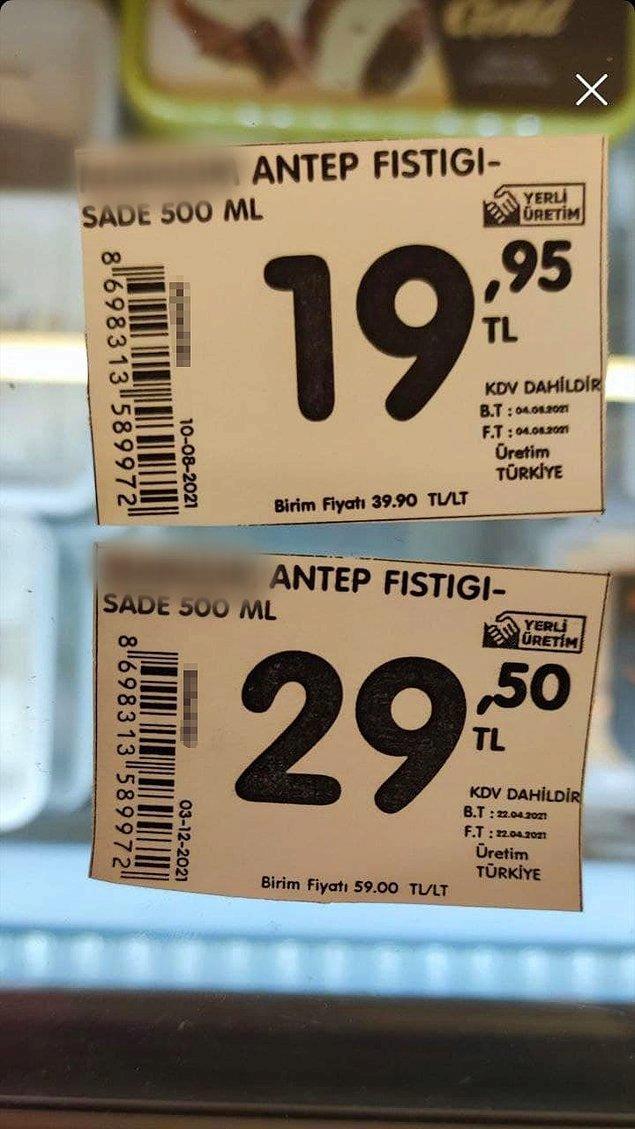 Gold
ANTEP FISTIGI-
SADE 500 ML
YERLİ
ÜRETİM
19,95
TL
8 698313 589972
10-08-2021
KDV DAHİLDİR
B.T : 04.08.2021
F.T : 04.08.2021
Üretim
TÜRKİYE
Birim Fiyatı 39.90 TL/LT
ANTEP FISTIGI-
SADE 500 ML
YERLİ
ÜRETİM
29,50
TL
8 698313 589972
03-12-2021
KDV DAHİLDİR
B.T : 22.04.2021
F.T : 22.04.2021
Üretim
TÜRKİYE
Birim Fiyatı 59.00 TL/LT